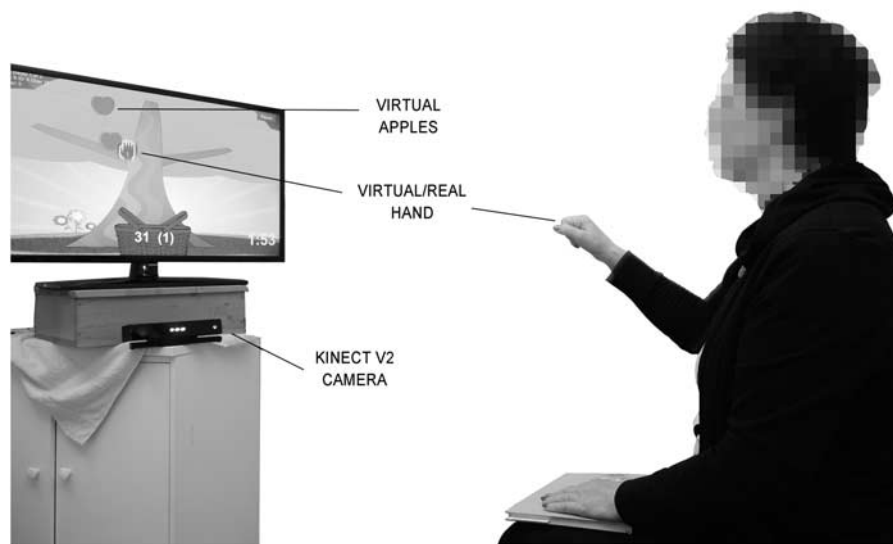 VIRTUAL
APPLES
VIRTUAL/REAL
HAND
31 (1)
1:53
KINECT V2
CAMERA